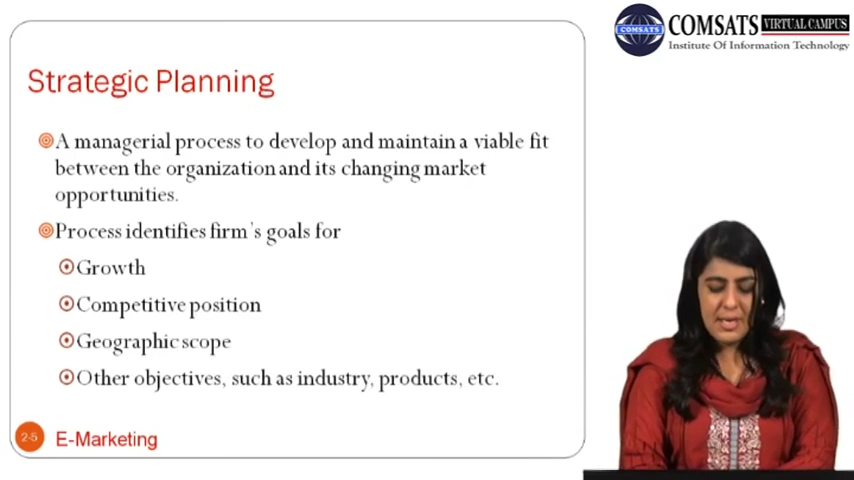 COMSATS VIRTUAL CAMPUS
COMSATS
Institute Of Information Technology
Strategic Planning
A managerial process to develop and maintain a viable fit
between the organization and its changing market
opportunities.
Process identifies firm's goals for
Growth
Competitive position
Geographic scope
Other objectives, such as industry, products, etc.
2-5
E-Marketing